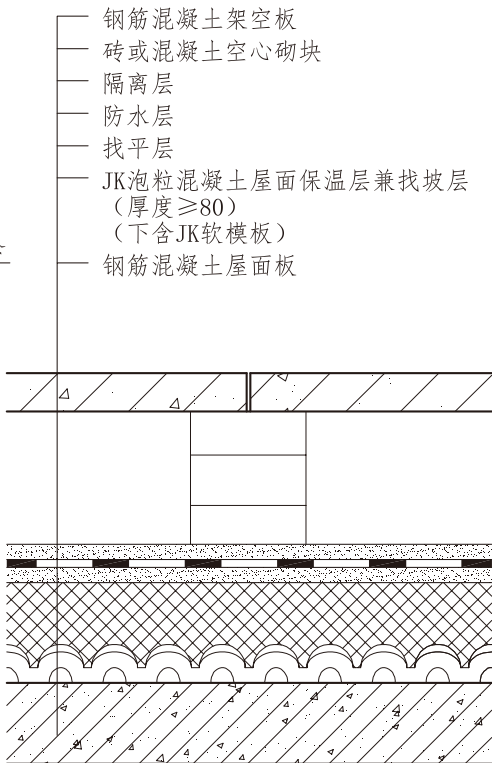 钢筋混凝土架空板
砖或混凝土空心砌块
隔离层
防水层
找平层
JK泡粒混凝土屋面保温层兼找坡层
（厚度≥80）
（下含JK软模板）
钢筋混凝土屋面板